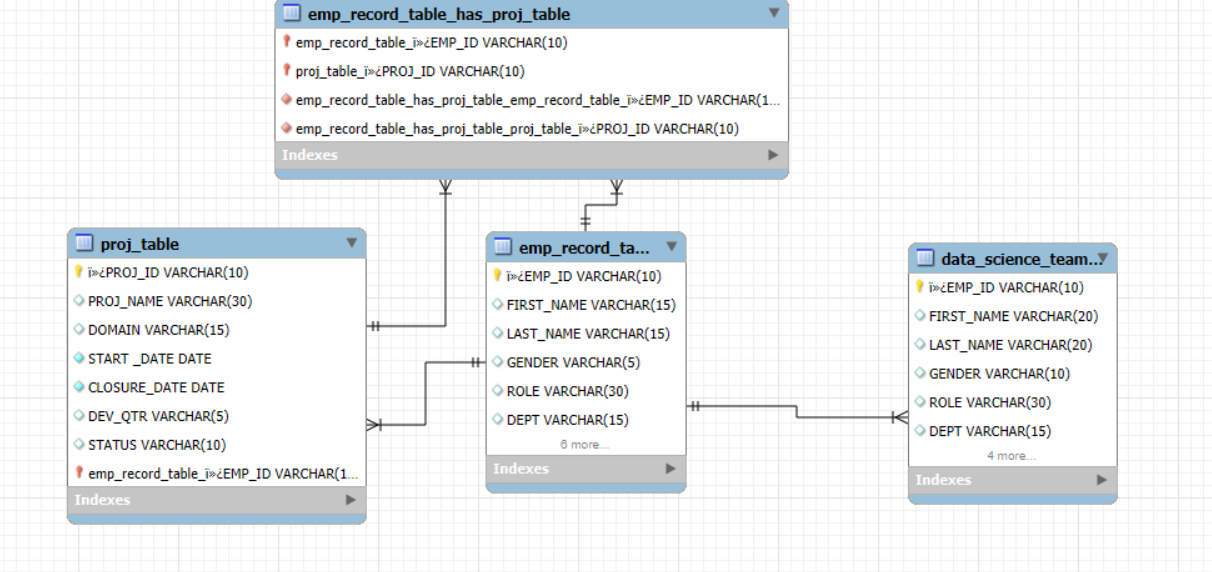 emp_record_table_has_proj_table
emp_record_table_ï»¿EMP_ID VARCHAR(10)
proj_table_ï»¿PROJ_ID VARCHAR(10)
emp_record_table_has_proj_table_emp_record_table_ï»¿EMP_ID VARCHAR(1...
emp_record_table_has_proj_table_proj_table_ï»¿PROJ_ID VARCHAR(10)
Indexes
proj_table
ï»¿PROJ_ID VARCHAR(10)
PROJ_NAME VARCHAR(30)
DOMAIN VARCHAR(15)
START _DATE DATE
CLOSURE_DATE DATE
DEV_QTR VARCHAR(5)
STATUS VARCHAR(10)
emp_record_table_ï»¿EMP_ID VARCHAR(1...
Indexes
emp_record_ta...
ï»¿EMP_ID VARCHAR(10)
FIRST_NAME VARCHAR(15)
LAST_NAME VARCHAR(15)
GENDER VARCHAR(5)
ROLE VARCHAR(30)
DEPT VARCHAR(15)
6 more...
Indexes
data_science_team...
ï»¿EMP_ID VARCHAR(10)
FIRST_NAME VARCHAR(20)
LAST_NAME VARCHAR(20)
GENDER VARCHAR(10)
ROLE VARCHAR(30)
DEPT VARCHAR(15)
4 more...
Indexes